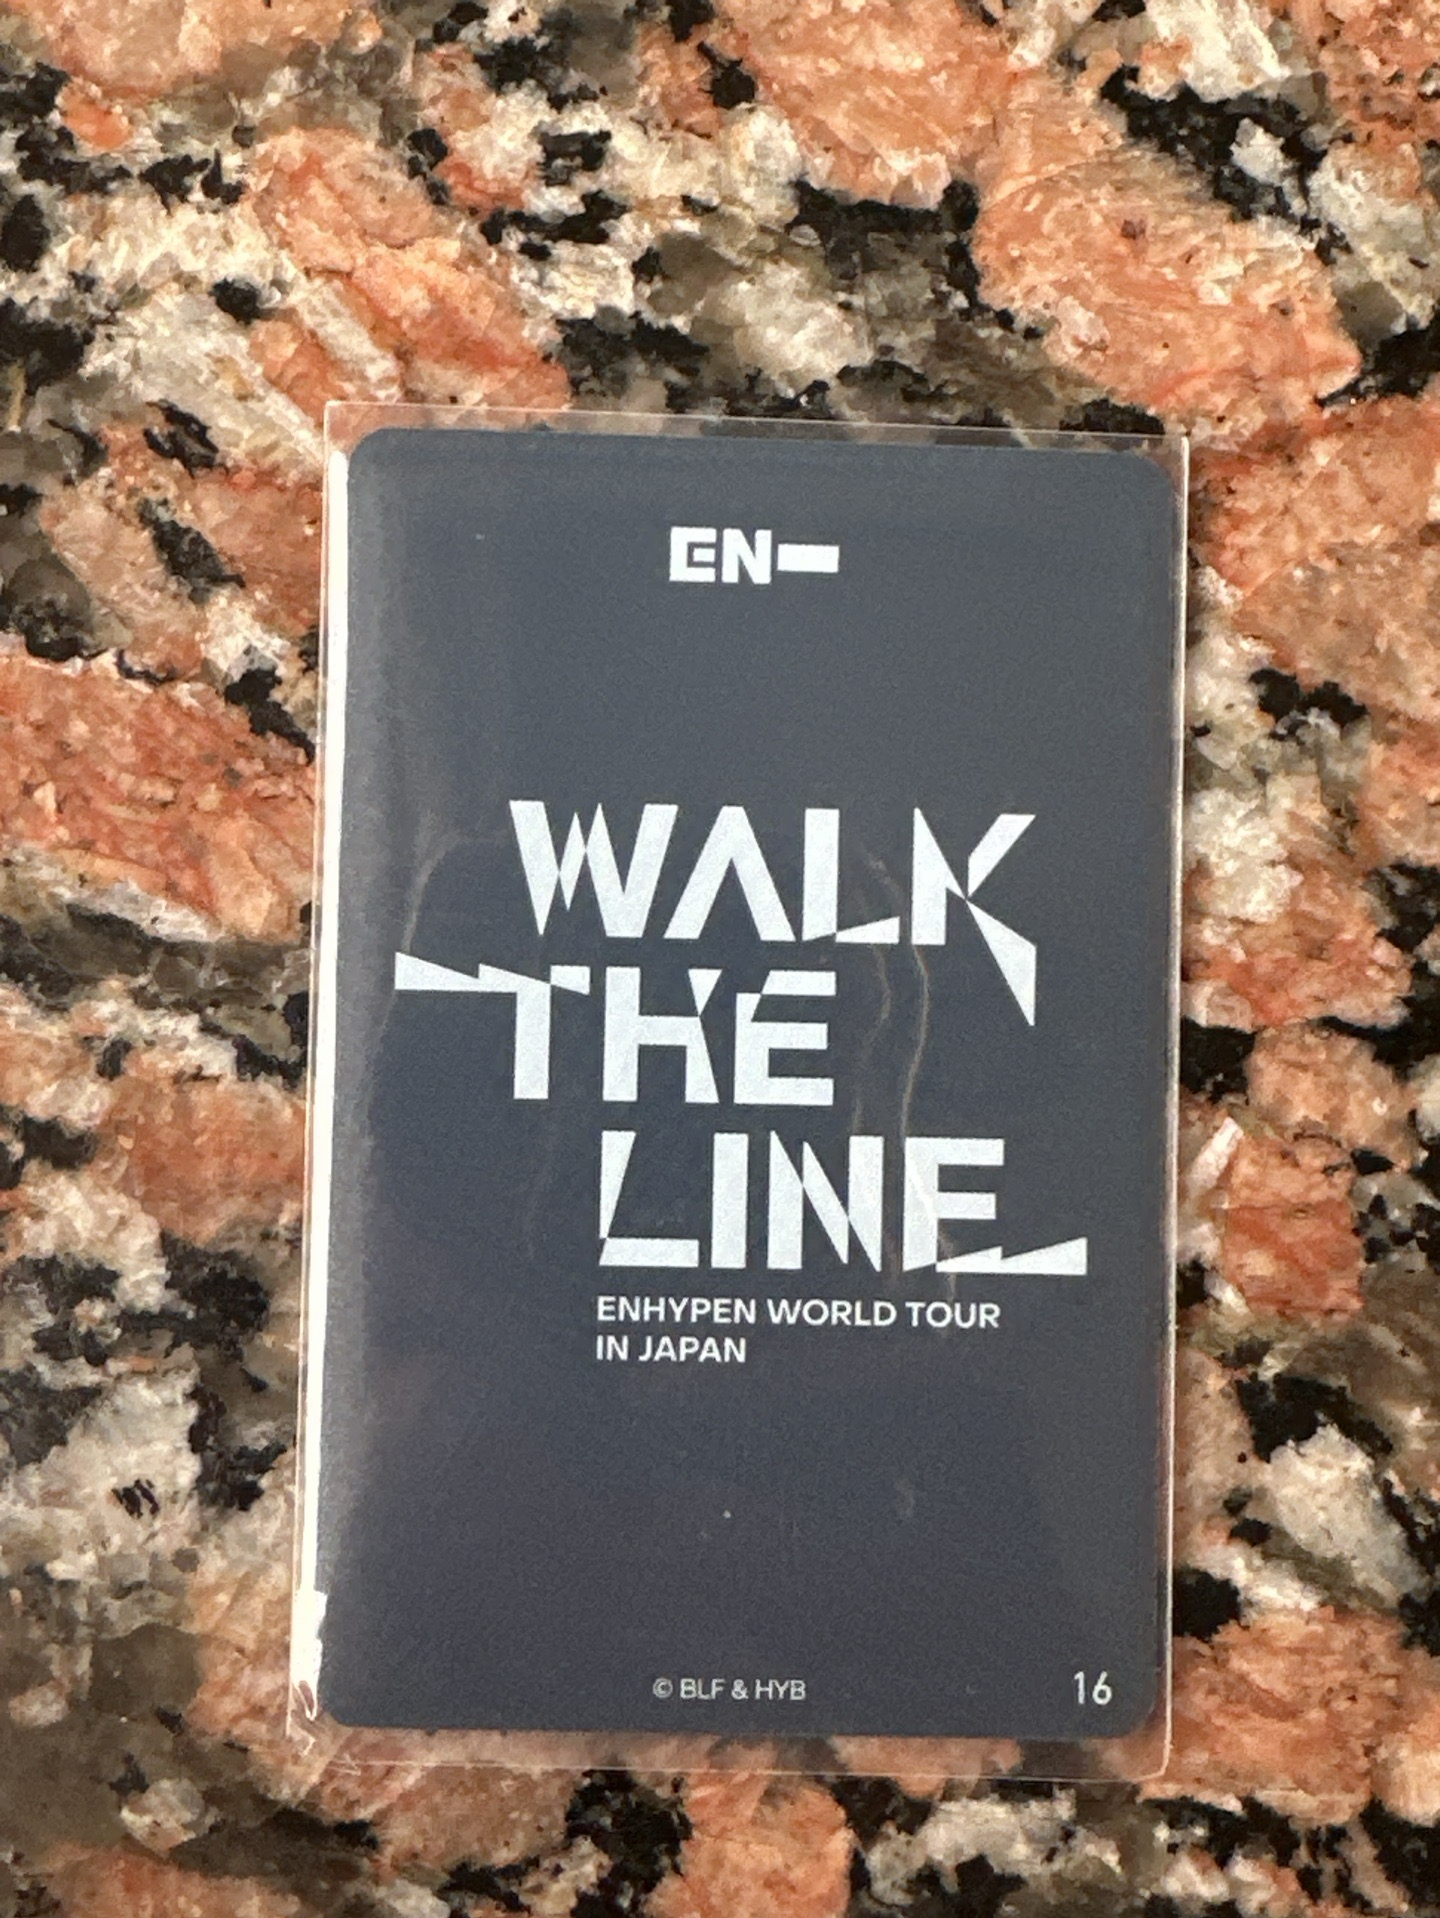 EN-
WALK
THE
LINE
ENHYPEN WORLD TOUR
IN JAPAN
© BLF & HYB
16